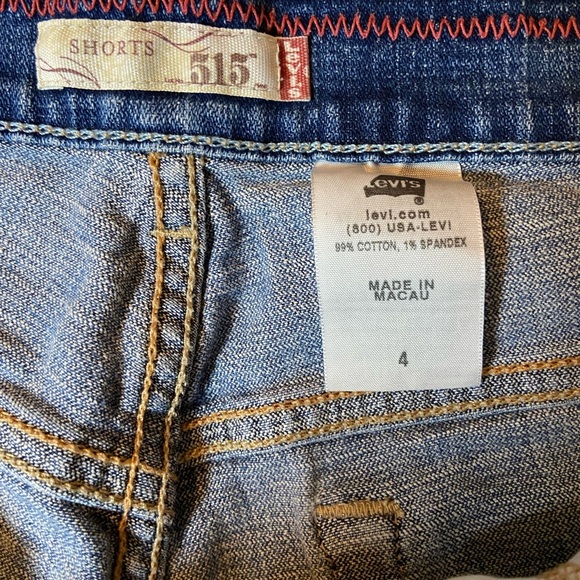 SHORTS
515
LEVI'S
Levi's
®
levi.com
(800) USA-LEVI
99% COTTON, 1% SPANDEX
MADE IN
MACAU
4